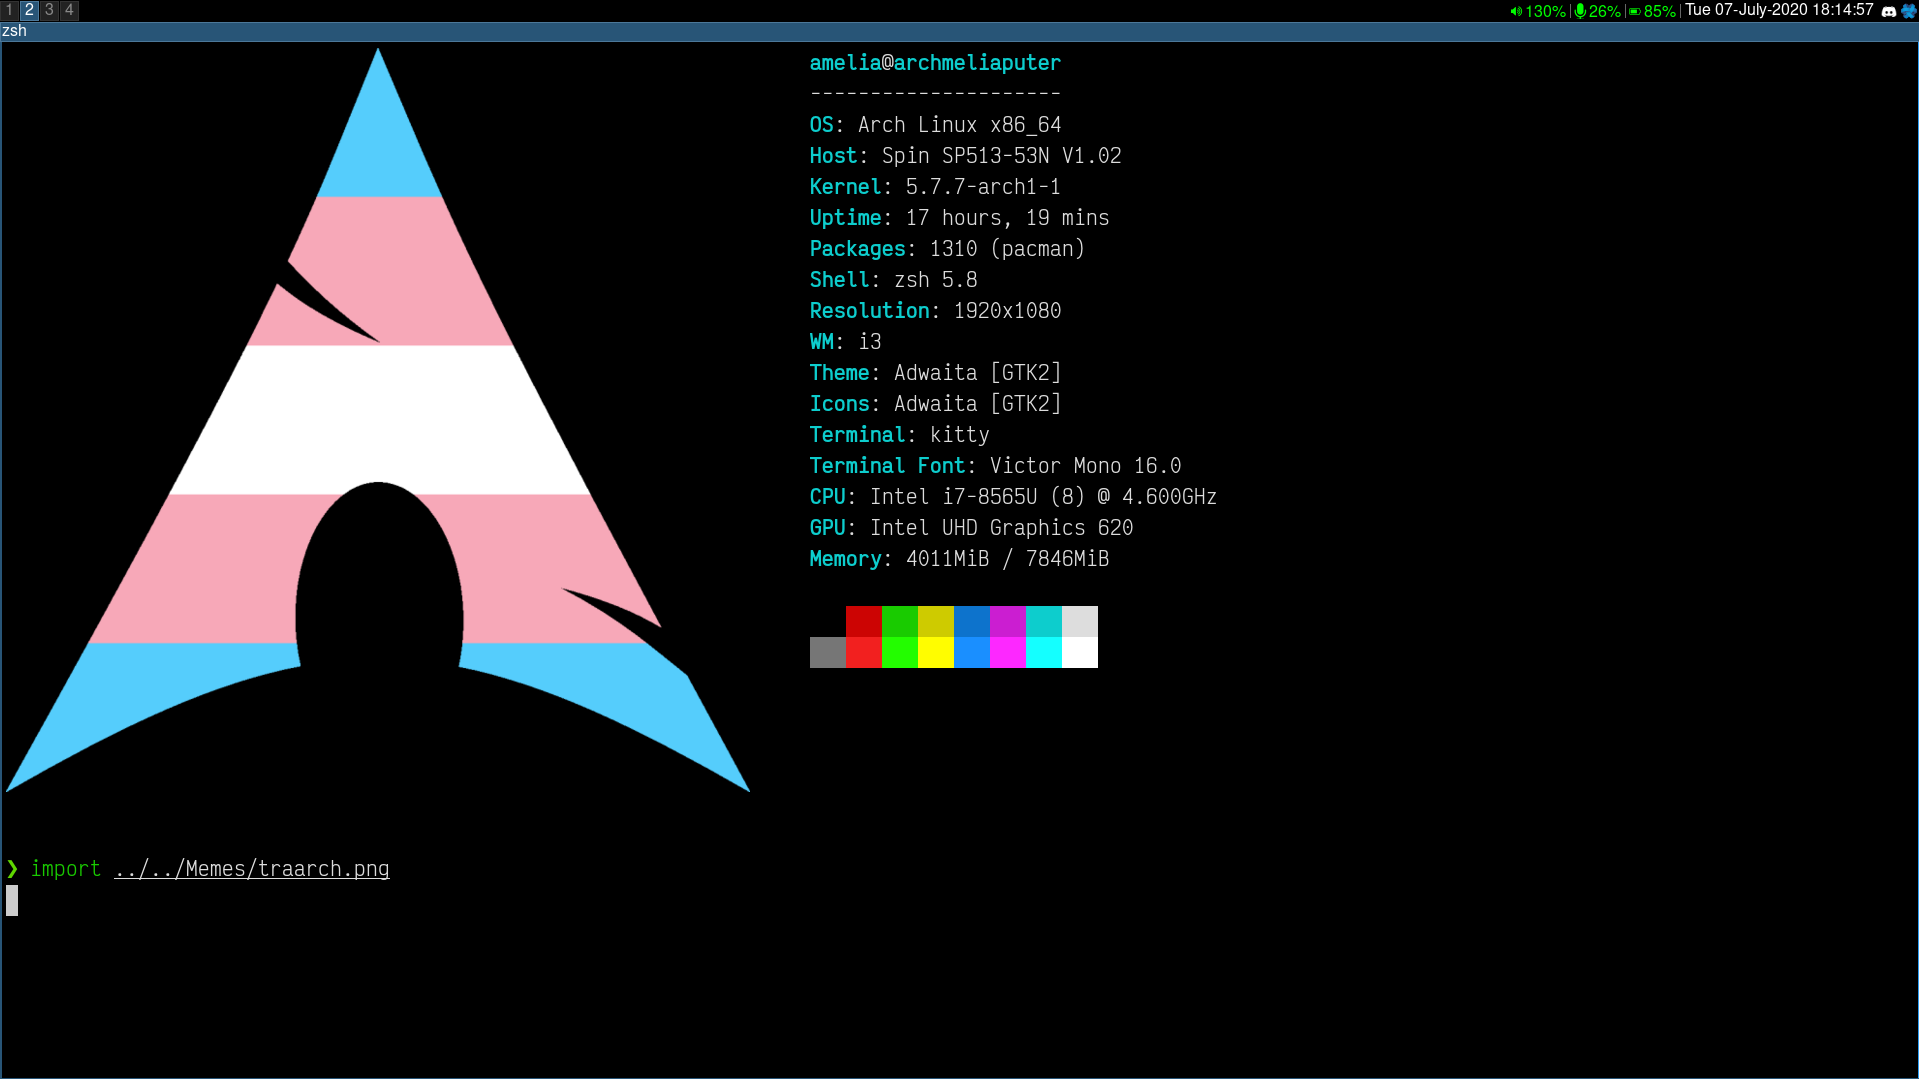 1 2 3 4 130% | 26% | 85% | Tue 07-July-2020 18:14:57
zsh
amelia@archmeliaputer
---------------------
OS: Arch Linux x86_64
Host: Spin SP513-53N V1.02
Kernel: 5.7.7-arch1-1
Uptime: 17 hours, 19 mins
Packages: 1310 (pacman)
Shell: zsh 5.8
Resolution: 1920x1080
WM: i3
Theme: Adwaita [GTK2]
Icons: Adwaita [GTK2]
Terminal: kitty
Terminal Font: Victor Mono 16.0
CPU: Intel i7-8565U (8) @ 4.600GHz
GPU: Intel UHD Graphics 620
Memory: 4011MiB / 7846MiB
❯ import ../../Memes/traarch.png